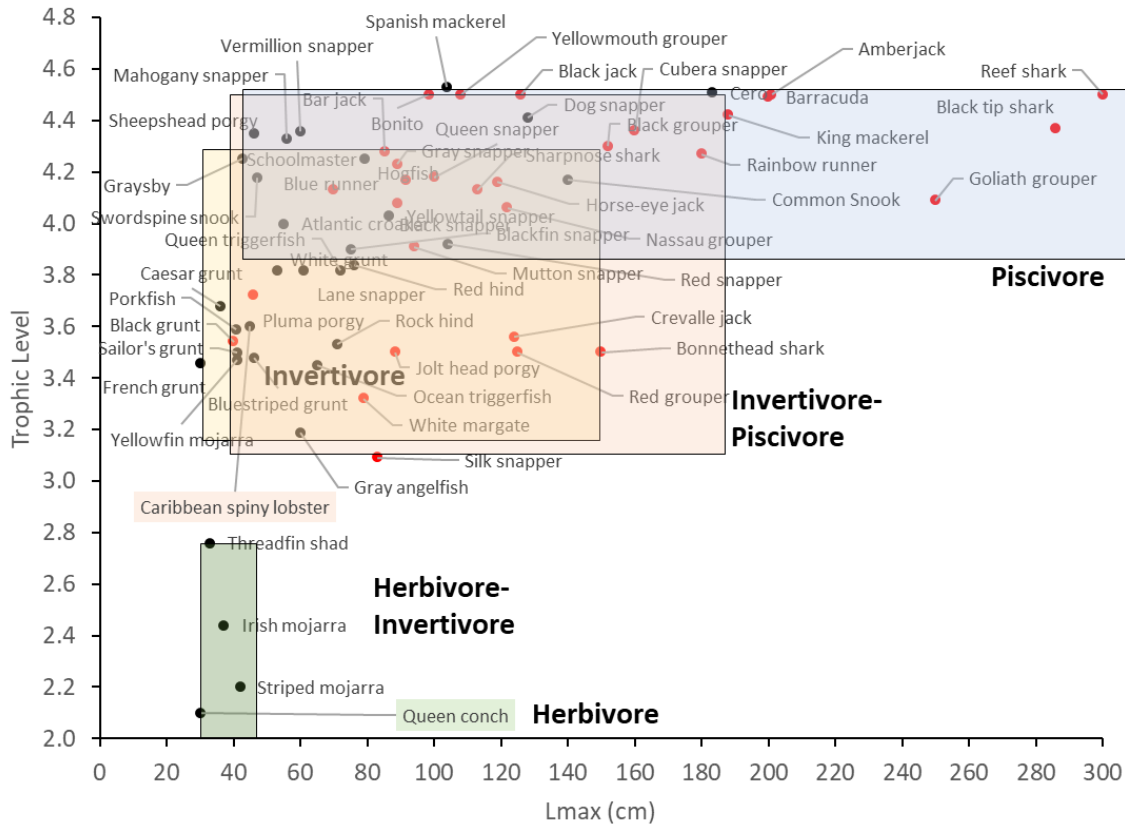 4.8
4.6
4.4
4.2
4.0
3.8
3.6
3.4
3.2
3.0
2.8
2.6
2.4
2.2
2.0
Trophic Level
Spanish mackerel
Vermillion snapper
Yellowmouth grouper
Amberjack
Mahogany snapper
Black jack
Cubera snapper
Reef shark
Bar jack
Cero
Barracuda
Black tip shark
Sheepshead porgy
Bonito
Dog snapper
Queen snapper
Black grouper
King mackerel
Schoolmaster
Gray snapper
Sharpnose shark
Rainbow runner
Graysby
Hogfish
Blue runner
Goliath grouper
Horse-eye jack
Common Snook
Swordspine snook
Atlantic croaker
Yellowtail snapper
Black snapper
Blackfin snapper
Nassau grouper
Queen triggerfish
White grunt
Caesar grunt
Mutton snapper
Red snapper
Piscivore
Red hind
Porkfish
Lane snapper
Pluma porgy
Rock hind
Crevalle jack
Black grunt
Sailor's grunt
Bonnethead shark
Jolt head porgy
Invertivore
French grunt
Ocean triggerfish
Red grouper
Bluestriped grunt
Invertivore-
Piscivore
White margate
Yellowfin mojarra
Silk snapper
Gray angelfish
Caribbean spiny lobster
Threadfin shad
Herbivore-
Invertivore
Irish mojarra
Striped mojarra
Queen conch
Herbivore
0 20 40 60 80 100 120 140 160 180 200 220 240 260 280 300
Lmax (cm)